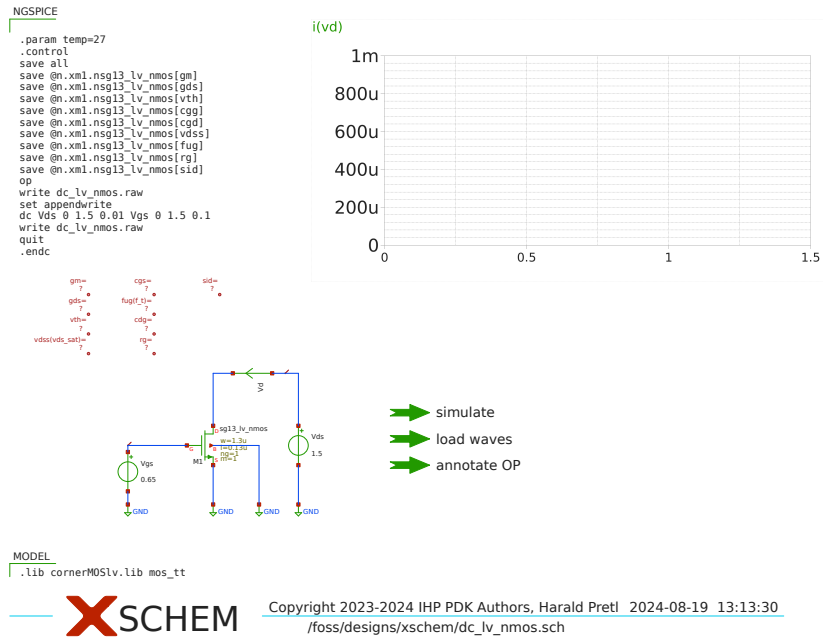 NGSPICE
.param temp=27
.control
save all
save @n.xm1.nsg13_lv_nmos[gm]
save @n.xm1.nsg13_lv_nmos[gds]
save @n.xm1.nsg13_lv_nmos[vth]
save @n.xm1.nsg13_lv_nmos[cgg]
save @n.xm1.nsg13_lv_nmos[cgd]
save @n.xm1.nsg13_lv_nmos[vdss]
save @n.xm1.nsg13_lv_nmos[fug]
save @n.xm1.nsg13_lv_nmos[rg]
save @n.xm1.nsg13_lv_nmos[sid]
op
write dc_lv_nmos.raw
set appendwrite
dc Vds 0 1.5 0.01 Vgs 0 1.5 0.1
write dc_lv_nmos.raw
quit
.endc
i(vd)
1m
800u
600u
400u
200u
0
0 0.5 1 1.5
gm= cgs= sid=
? ? ?
gds= fug(f_t)=
? ?
vth= cdg=
? ?
vdss(vds_sat)= rg=
? ?
Vd
sg13_lv_nmos
D
G
B
S
w=1.3u
l=0.13u
ng=1
m=1
M1
Vgs
0.65
Vds
1.5
GND GND GND GND
simulate
load waves
annotate OP
MODEL
.lib cornerMOSlv.lib mos_tt
XSCHEM
Copyright 2023-2024 IHP PDK Authors, Harald Pretl 2024-08-19 13:13:30
/foss/designs/xschem/dc_lv_nmos.sch